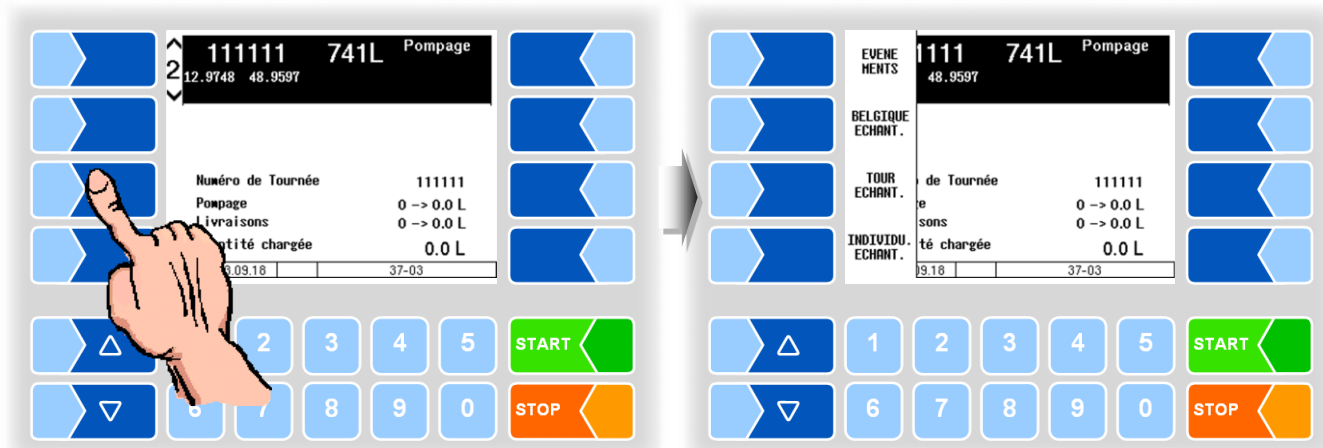 2
111111 741L Pompage
12.9748 48.9597
Numéro de Tournée 111111
Pompage 0 -> 0.0 L
Livraisons 0 -> 0.0 L
chargée 0.0 L
.09.18 37-03
2 3 4 5 START
6 7 8 9 0 STOP
EVENE
MENTS
1111 741L Pompage
48.9597
BELGIQUE
ECHANT.
TOUR
ECHANT.
de Tournée 111111
0 -> 0.0 L
sons 0 -> 0.0 L
INDIVIDU.
ECHANT.
té chargée 0.0 L
09.18 37-03
1 2 3 4 5 START
6 7 8 9 0 STOP